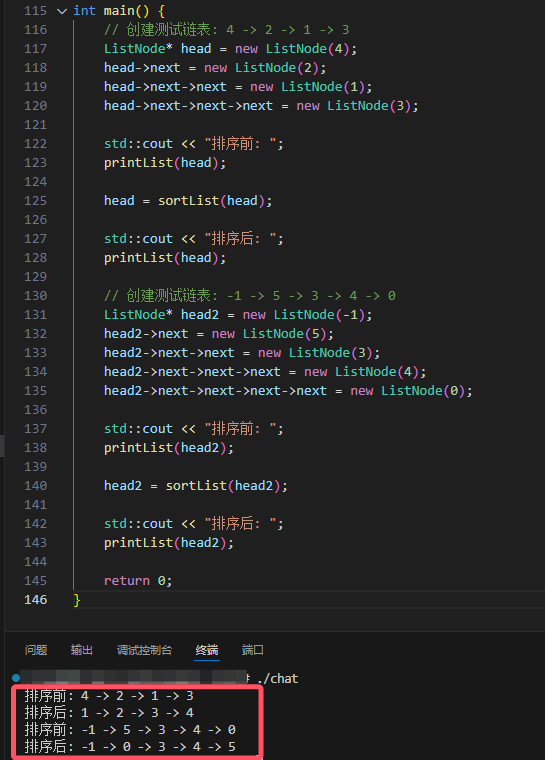 115 int main() {
116 // 创建测试链表: 4 -> 2 -> 1 -> 3
117 ListNode* head = new ListNode(4);
118 head->next = new ListNode(2);
119 head->next->next = new ListNode(1);
120 head->next->next->next = new ListNode(3);
121
122 std::cout << "排序前: ";
123 printList(head);
124
125 head = sortList(head);
126
127 std::cout << "排序后: ";
128 printList(head);
129
130 // 创建测试链表: -1 -> 5 -> 3 -> 4 -> 0
131 ListNode* head2 = new ListNode(-1);
132 head2->next = new ListNode(5);
133 head2->next->next = new ListNode(3);
134 head2->next->next->next = new ListNode(4);
135 head2->next->next->next->next = new ListNode(0);
136
137 std::cout << "排序前: ";
138 printList(head2);
139
140 head2 = sortList(head2);
141
142 std::cout << "排序后: ";
143 printList(head2);
144
145 return 0;
146 }
问题 输出 调试控制台 终端 端口
# ./chat
排序前: 4 -> 2 -> 1 -> 3
排序后: 1 -> 2 -> 3 -> 4
排序前: -1 -> 5 -> 3 -> 4 -> 0
排序后: -1 -> 0 -> 3 -> 4 -> 5